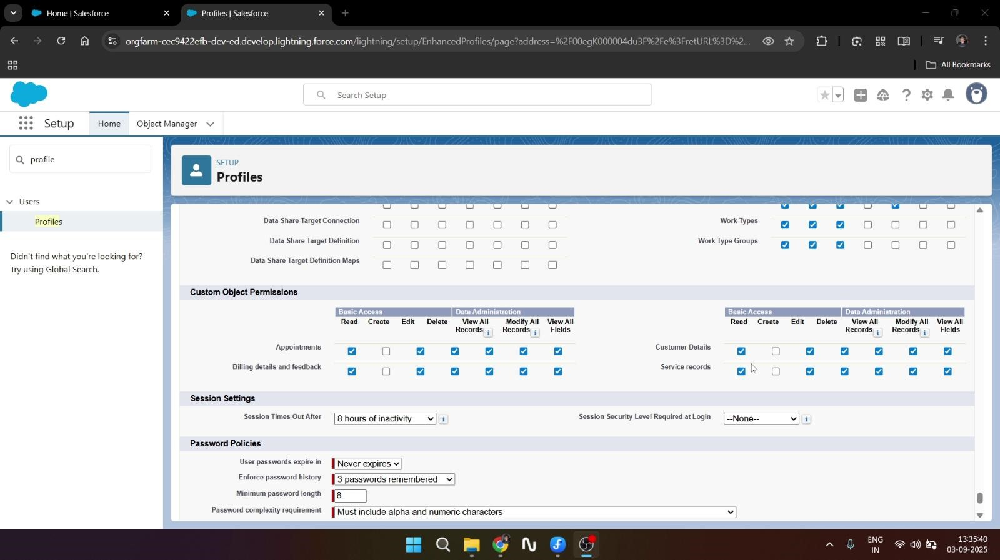 Home | Salesforce
Profiles | Salesforce
orgfarm-cec9422efb-dev-ed.develop.lightning.force.com/lightning/setup/EnhancedProfiles/page?address=%2F00egK000004du3F%2Fe%3FretURL%3D%2...
All Bookmarks
Search Setup
Setup
Home
Object Manager
profile
Users
Profiles
Didn't find what you're looking for?
Try using Global Search.
SETUP
Profiles
Data Share Target Connection
Work Types
Data Share Target Definition
Work Type Groups
Data Share Target Definition Maps
Custom Object Permissions
Basic Access Data Administration Basic Access Data Administration
Read Create Edit Delete View All Records Modify All Records View All Fields Read Create Edit Delete View All Records Modify All Records View All Fields
Appointments
Customer Details
Billing details and feedback
Service records
Session Settings
Session Times Out After 8 hours of inactivity
Session Security Level Required at Login --None--
Password Policies
User passwords expire in Never expires
Enforce password history 3 passwords remembered
Minimum password length 8
Password complexity requirement Must include alpha and numeric characters
ENG
IN
13:35:40
03-09-2025